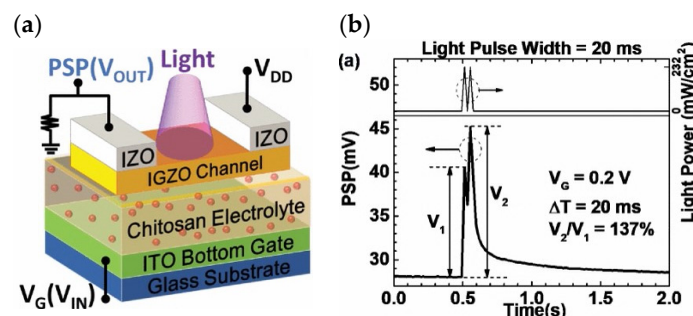 (a)
PSP(VOUT)
Light
VDD
IZO
IZO
IGZO Channel
Chitosan Electrolyte
ITO Bottom Gate
Glass Substrate
VG(VIN)
(b)
Light Pulse Width = 20 ms
(a)
50
232
0
Light Power (mW/cm²)
45
40
35
30
PSP(mV)
V1
V2
VG = 0.2 V
ΔT = 20 ms
V2/V1 = 137%
0.0 0.5 1.0 1.5 2.0
Time(s)